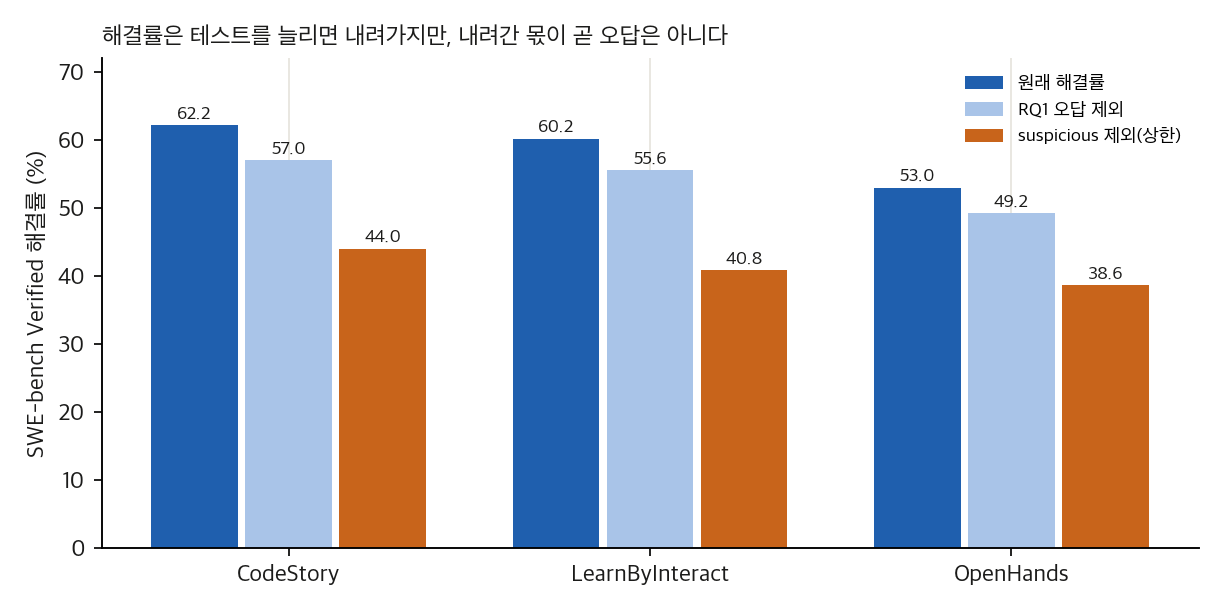 해결률은 테스트를 늘리면 내려가지만, 내려간 몫이 곧 오답은 아니다
SWE-bench Verified 해결률 (%)
70
60
50
40
30
20
10
0
원래 해결률
RQ1 오답 제외
suspicious 제외(상한)
62.2
57.0
44.0
60.2
55.6
40.8
53.0
49.2
38.6
CodeStory
LearnByInteract
OpenHands